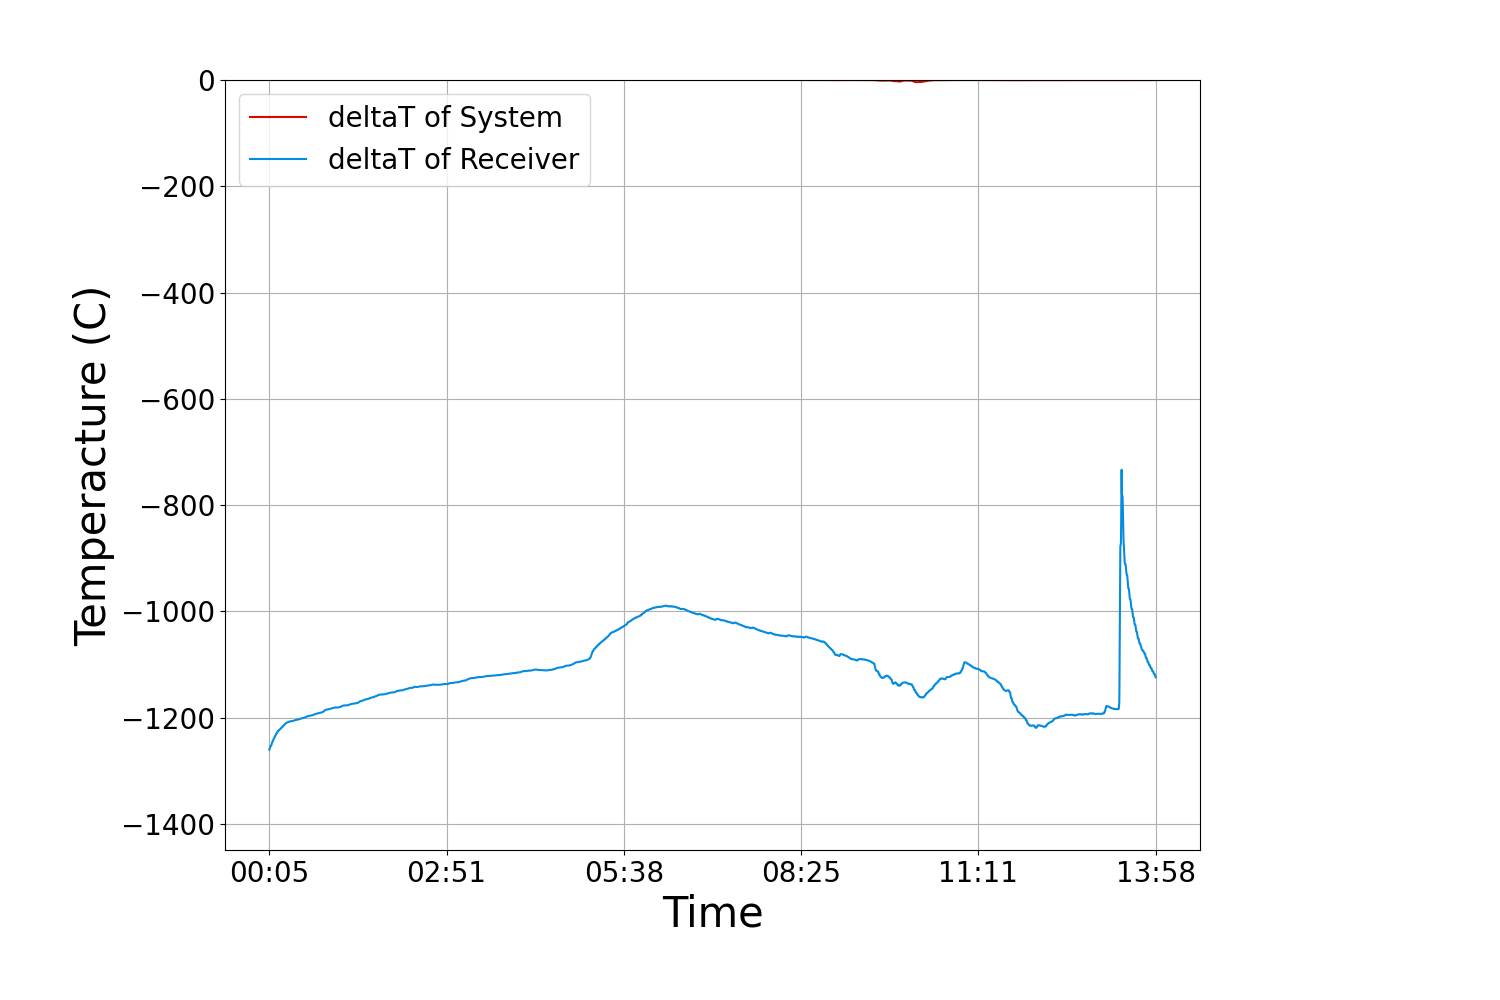 0
−200
−400
−600
−800
−1000
−1200
−1400
Temperacture (C)
deltaT of System
deltaT of Receiver
00:05 02:51 05:38 08:25 11:11 13:58
Time